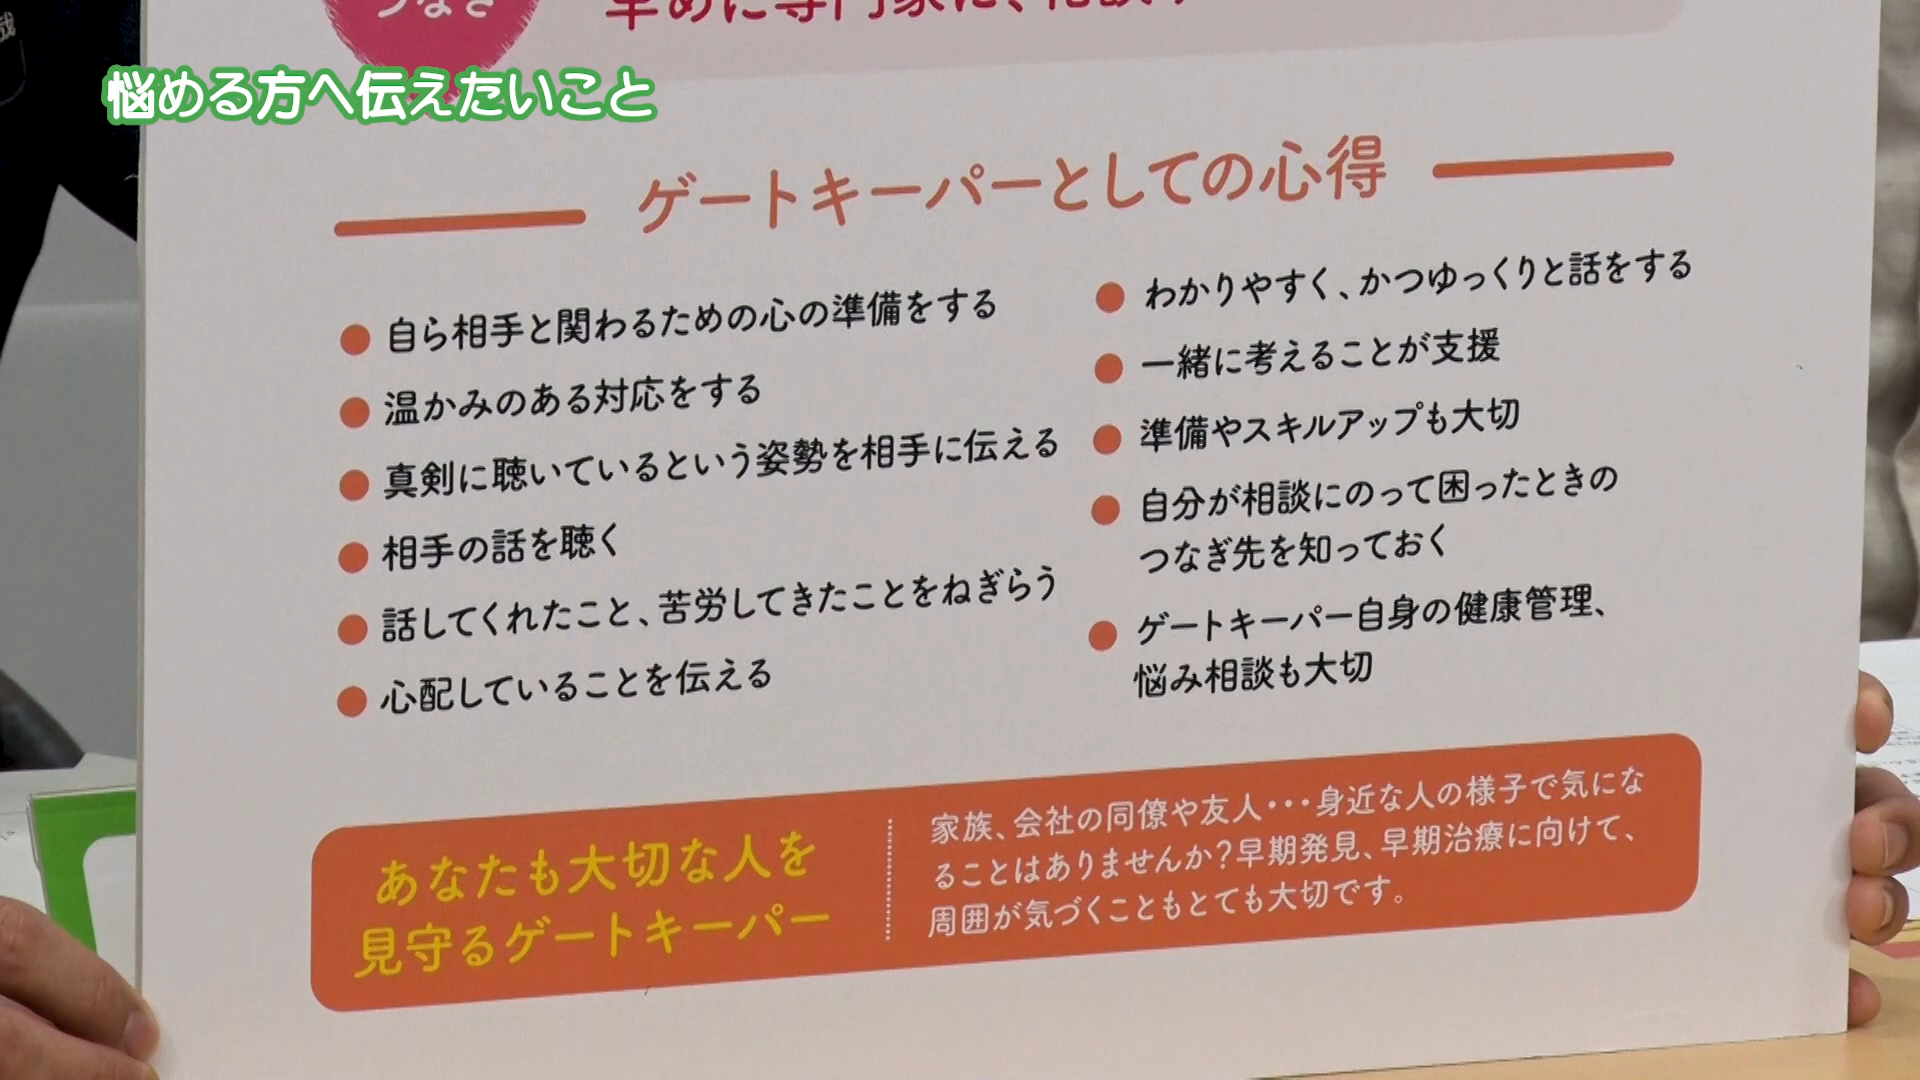 つなぎ
早めに専門家に、相談す
悩める方へ伝えたいこと
ゲートキーパーとしての心得
自ら相手と関わるための心の準備をする
温かみのある対応をする
真剣に聴いているという姿勢を相手に伝える
相手の話を聴く
話してくれたこと、苦労してきたことをねぎらう
心配していることを伝える
わかりやすく、かつゆっくりと話をする
一緒に考えることが支援
準備やスキルアップも大切
自分が相談にのって困ったときの
つなぎ先を知っておく
ゲートキーパー自身の健康管理、
悩み相談も大切
あなたも大切な人を
見守るゲートキーパー
家族、会社の同僚や友人･･･身近な人の様子で気にな
ることはありませんか？早期発見、早期治療に向けて、
周囲が気づくこともとても大切です。